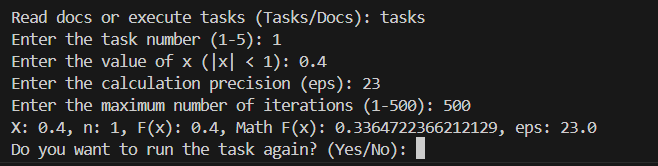 Read docs or execute tasks (Tasks/Docs): tasks
Enter the task number (1-5): 1
Enter the value of x (|x| < 1): 0.4
Enter the calculation precision (eps): 23
Enter the maximum number of iterations (1-500): 500
X: 0.4, n: 1, F(x): 0.4, Math F(x): 0.3364722366212129, eps: 23.0
Do you want to run the task again? (Yes/No):